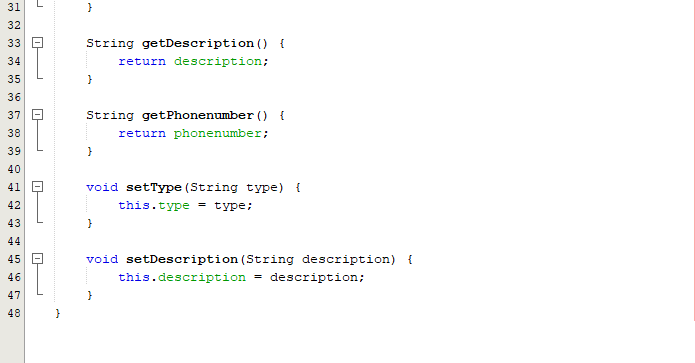 31 }
32
33 String getDescription() {
34 return description;
35 }
36
37 String getPhonenumber() {
38 return phonenumber;
39 }
40
41 void setType(String type) {
42 this.type = type;
43 }
44
45 void setDescription(String description) {
46 this.description = description;
47 }
48 }